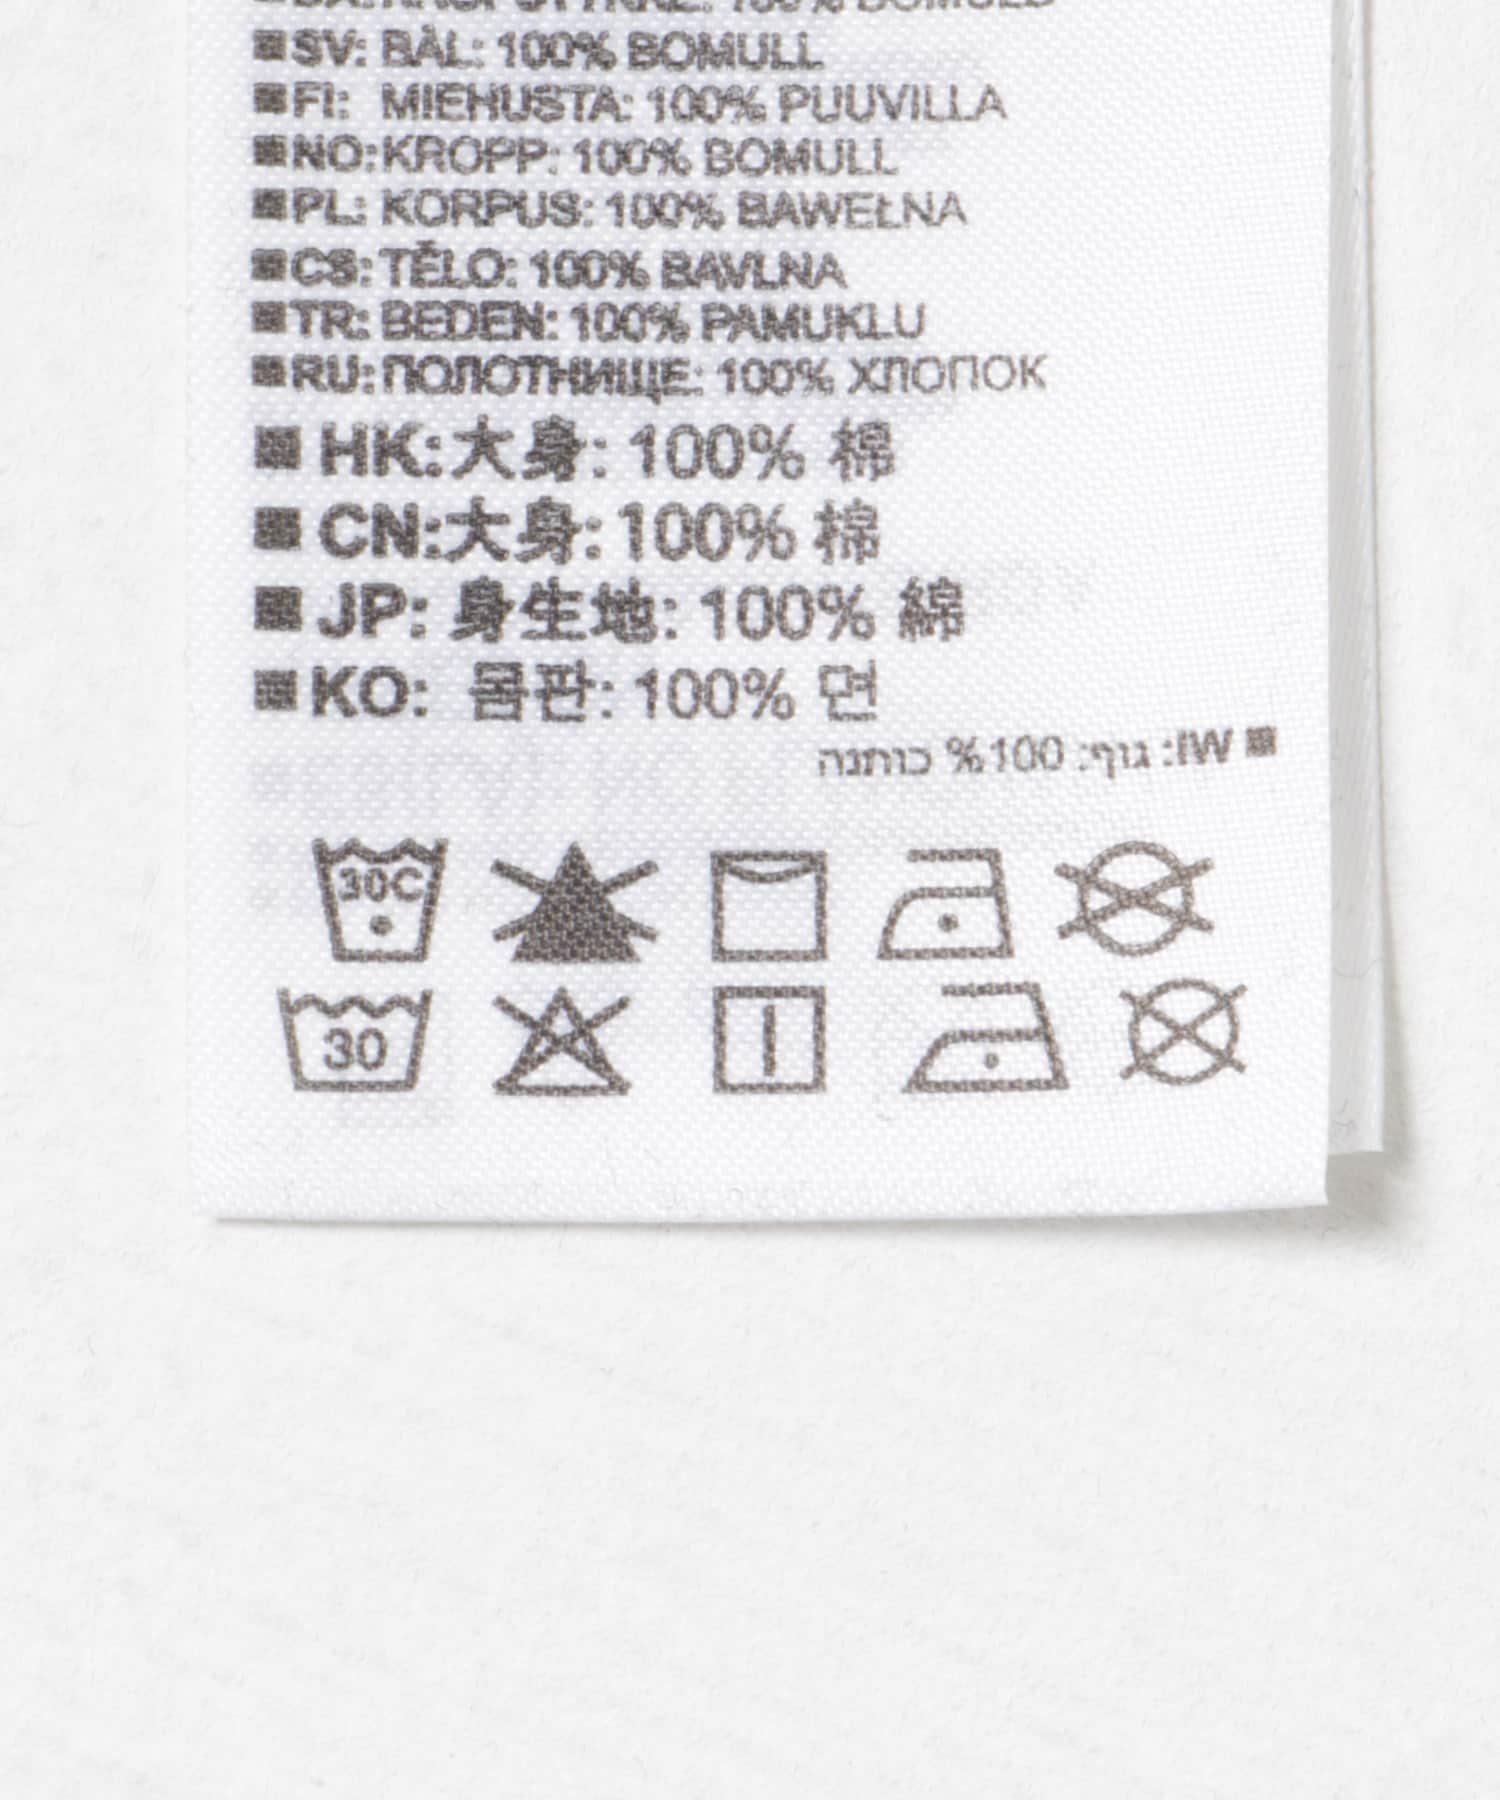 ■SV: BÅL: 100% BOMULL
■FI: MIEHUSTA: 100% PUUVILLA
■NO: KROPP: 100% BOMULL
■PL: KORPUS: 100% BAWEŁNA
■CS: TĚLO: 100% BAVLNA
■TR: BEDEN: 100% PAMUKLU
■RU: ПОЛОТНИЩЕ: 100% ХЛОПОК
■HK: 大身: 100% 棉
■CN: 大身: 100% 棉
■JP: 身生地: 100% 綿
■KO: 몸판: 100% 면
■IW: גוף: 100% כותנה
30C
30